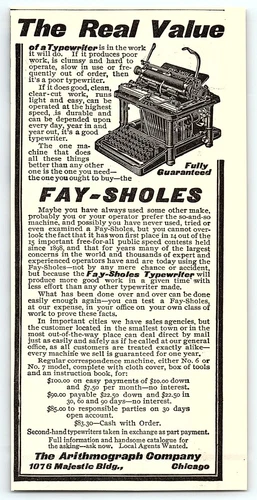 The Real Value
of a Typewriter is in the work
it will do. If it produces poor
work, is clumsy and hard to
operate, slow in use or fre-
quently out of order, then
it's a poor typewriter.
If it does good, clean,
clear-cut work, runs
light and easy, can be
operated at the highest
speed, is durable and
can be depended upon
every day, year in and
year out, it's a good
typewriter.
The one ma-
chine that does
all these things
better than any
other one is the one you need—
the one you ought to buy—the
Fully
Guaranteed
FAY-SHOLES
Maybe you have always used some other make,
probably you or your operator prefer the so-and-so
machine, and possibly you have never used, tried or
even examined a Fay-Sholes, but you cannot over-
look the fact that it has won first place in 14 out of the
15 important free-for-all public speed contests held
since 1898, and that for years many of the largest
concerns in the world and thousands of expert and
experienced operators have and are today using the
Fay-Sholes—not by any mere chance or accident,
but because the Fay-Sholes Typewriter will
produce more good work in a given time with
less effort than any other typewriter made.
What has been done over and over can be done
easily enough again—you can test a Fay-Sholes,
at our expense, in your office on your own class of
work to prove these facts.
In important cities we have sales agencies, but
the customer located in the smallest town or in the
most out-of-the-way place can deal direct by mail
just as easily and safely as if he called at our general
office, as all customers are treated exactly alike—
every machine we sell is guaranteed for one year.
Regular correspondence machine, either No. 6 or
No. 7 model, complete with cloth cover, box of tools
and an instruction book, for:
$100.00 on easy payments of $10.00 down
and $7.50 per month—no interest.
$90.00 payable $22.50 down and $22.50 in
30, 60 and 90 days—no interest.
$85.00 to responsible parties on 30 days
open account.
$83.30—Cash with Order.
Second-hand typewriters taken in exchange as part payment.
Full information and handsome catalogue for
the asking—ask now. Local Agents Wanted.
The Arithmograph Company
1076 Majestic Bldg., Chicago